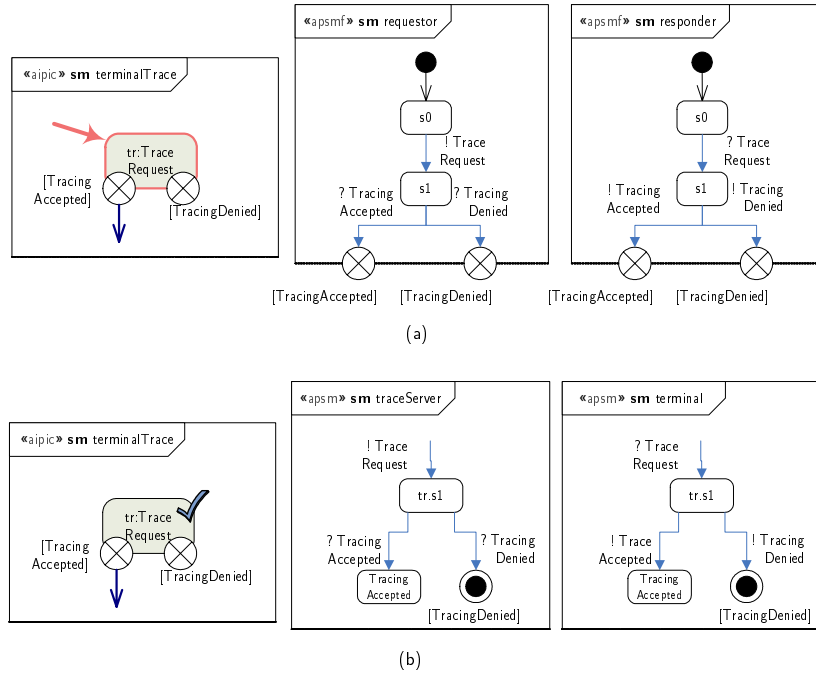 «aipic» sm terminalTrace
tr:Trace
Request
[Tracing
Accepted]
[TracingDenied]
«apsmf» sm requestor
s0
! Trace
Request
s1
? Tracing
Accepted
? Tracing
Denied
[TracingAccepted]
[TracingDenied]
«apsmf» sm responder
s0
? Trace
Request
s1
! Tracing
Accepted
! Tracing
Denied
[TracingAccepted]
[TracingDenied]
(a)
«aipic» sm terminalTrace
tr:Trace
Request
[Tracing
Accepted]
[TracingDenied]
«apsm» sm traceServer
! Trace
Request
tr.s1
? Tracing
Accepted
? Tracing
Denied
Tracing
Accepted
[TracingDenied]
«apsm» sm terminal
? Trace
Request
tr.s1
! Trace
Accepted
! Tracing
Denied
Tracing
Accepted
[TracingDenied]
(b)